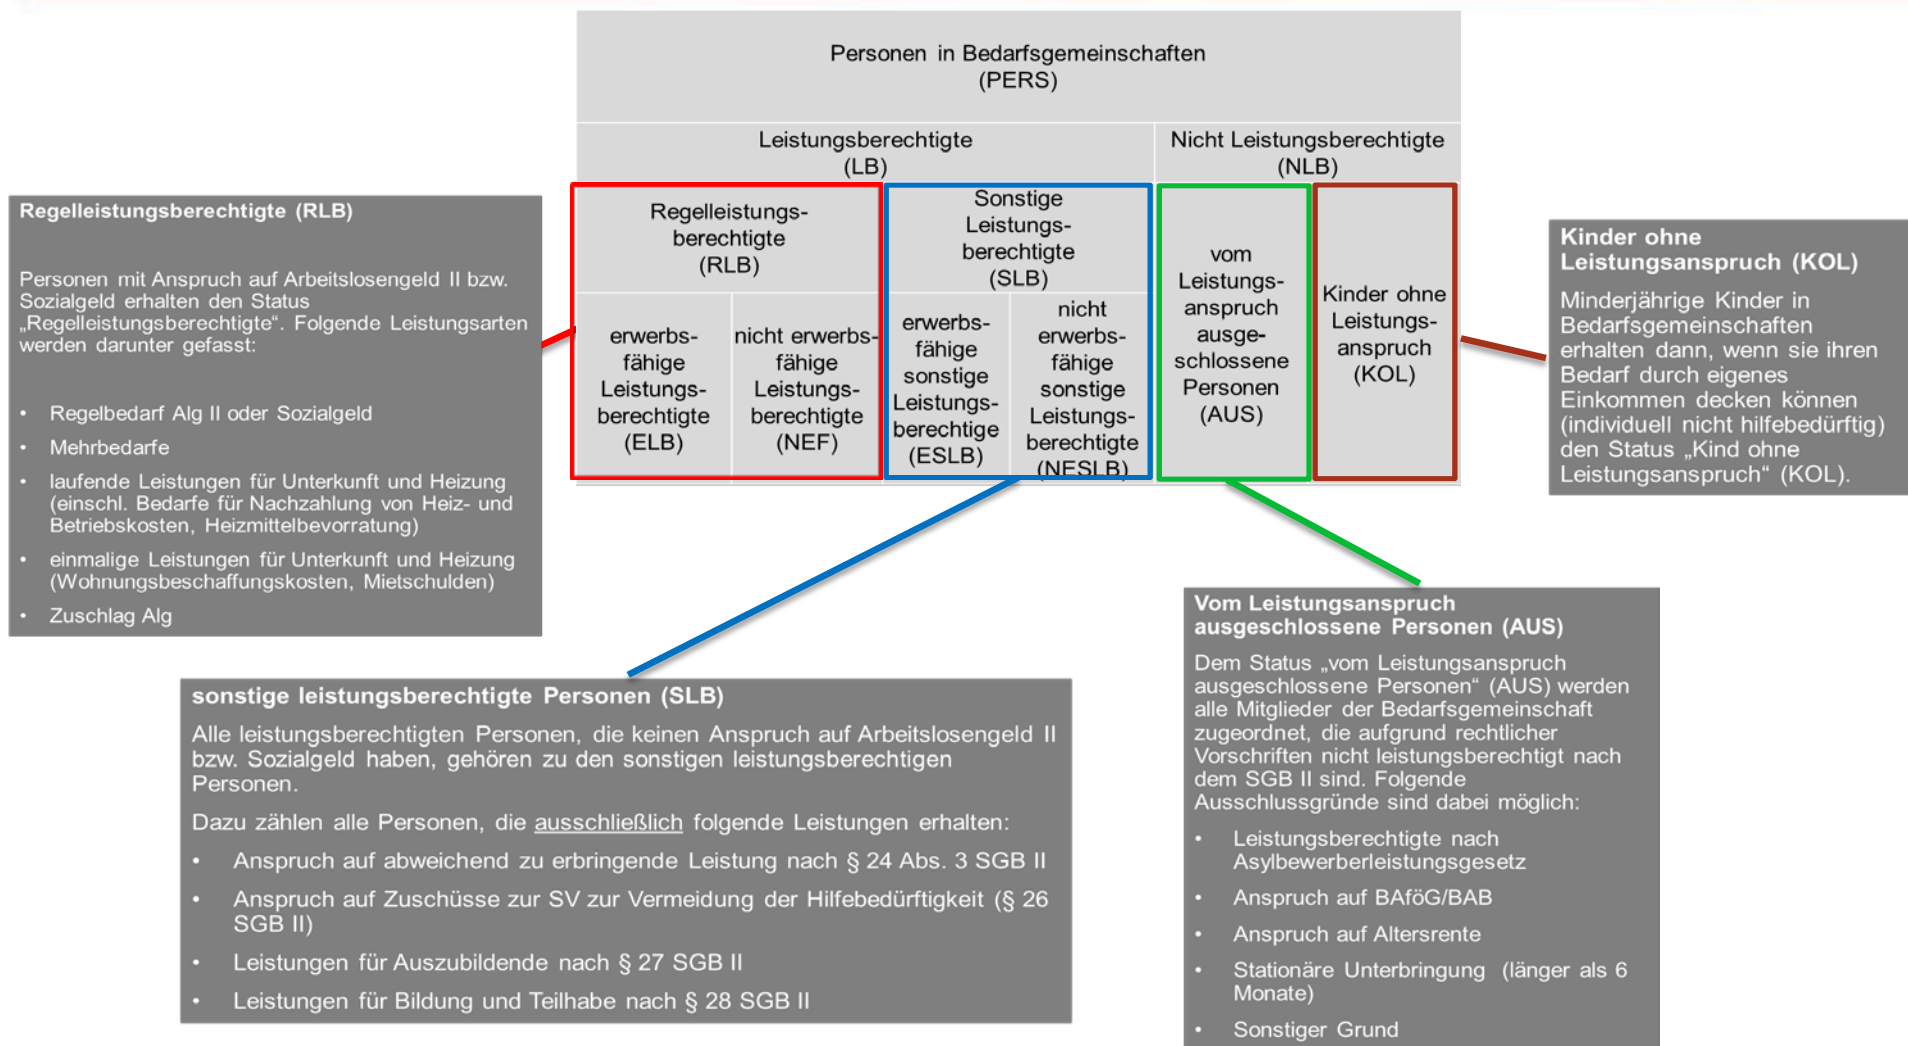 Personen in Bedarfsgemeinschaften
(PERS)
Leistungsberechtigte
(LB)
Nicht Leistungsberechtigte
(NLB)
Regelleistungs-
berechtigte
(RLB)
Sonstige
Leistungs-
berechtigte
(SLB)
erwerbs-
fähige
Leistungs-
berechtigte
(ELB)
nicht erwerbs-
fähige
Leistungs-
berechtigte
(NEF)
erwerbs-
fähige
sonstige
Leistungs-
berechtige
(ESLB)
nicht
erwerbs-
fähige
sonstige
Leistungs-
berechtigte
(NESLB)
vom
Leistungs-
anspruch
ausge-
schlossene
Personen
(AUS)
Kinder ohne
Leistungs-
anspruch
(KOL)
Regelleistungsberechtigte (RLB)
Personen mit Anspruch auf Arbeitslosengeld II bzw.
Sozialgeld erhalten den Status
„Regelleistungsberechtigte“. Folgende Leistungsarten
werden darunter gefasst:
• Regelbedarf Alg II oder Sozialgeld
• Mehrbedarfe
• laufende Leistungen für Unterkunft und Heizung
(einschl. Bedarfe für Nachzahlung von Heiz- und
Betriebskosten, Heizmittelbevorratung)
• einmalige Leistungen für Unterkunft und Heizung
(Wohnungsbeschaffungskosten, Mietschulden)
• Zuschlag Alg
Kinder ohne
Leistungsanspruch (KOL)
Minderjährige Kinder in
Bedarfsgemeinschaften
erhalten dann, wenn sie ihren
Bedarf durch eigenes
Einkommen decken können
(individuell nicht hilfebedürftig)
den Status „Kind ohne
Leistungsanspruch“ (KOL).
sonstige leistungsberechtigte Personen (SLB)
Alle leistungsberechtigten Personen, die keinen Anspruch auf Arbeitslosengeld II
bzw. Sozialgeld haben, gehören zu den sonstigen leistungsberechtigen
Personen.
Dazu zählen alle Personen, die ausschließlich folgende Leistungen erhalten:
• Anspruch auf abweichend zu erbringende Leistung nach § 24 Abs. 3 SGB II
• Anspruch auf Zuschüsse zur SV zur Vermeidung der Hilfebedürftigkeit (§ 26
SGB II)
• Leistungen für Auszubildende nach § 27 SGB II
• Leistungen für Bildung und Teilhabe nach § 28 SGB II
Vom Leistungsanspruch
ausgeschlossene Personen (AUS)
Dem Status „vom Leistungsanspruch
ausgeschlossene Personen“ (AUS) werden
alle Mitglieder der Bedarfsgemeinschaft
zugeordnet, die aufgrund rechtlicher
Vorschriften nicht leistungsberechtigt nach
dem SGB II sind. Folgende
Ausschlussgründe sind dabei möglich:
• Leistungsberechtigte nach
Asylbewerberleistungsgesetz
• Anspruch auf BAföG/BAB
• Anspruch auf Altersrente
• Stationäre Unterbringung (länger als 6
Monate)
• Sonstiger Grund